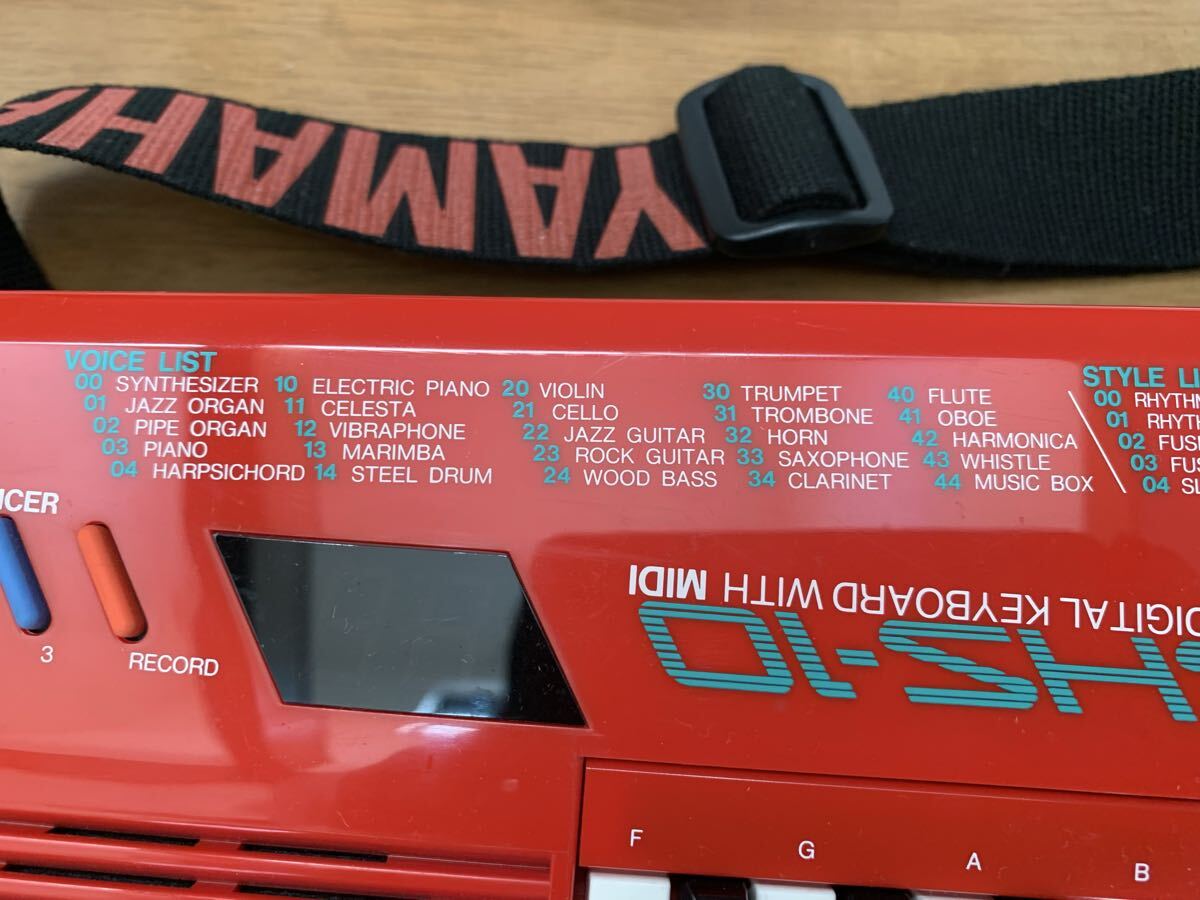 YAMAHA
VOICE LIST
00 SYNTHESIZER 10 ELECTRIC PIANO 20 VIOLIN 30 TRUMPET 40 FLUTE
01 JAZZ ORGAN 11 CELESTA 21 CELLO 31 TROMBONE 41 OBOE
02 PIPE ORGAN 12 VIBRAPHONE 22 JAZZ GUITAR 32 HORN 42 HARMONICA
03 PIANO 13 MARIMBA 23 ROCK GUITAR 33 SAXOPHONE 43 WHISTLE
04 HARPSICHORD 14 STEEL DRUM 24 WOOD BASS 34 CLARINET 44 MUSIC BOX
STYLE LI
00 RHYTHM
01 RHYTH
02 FUS
03 FUS
04 SL
NCER
3
RECORD
DIGITAL KEYBOARD WITH MIDI
HS-10
F G A B